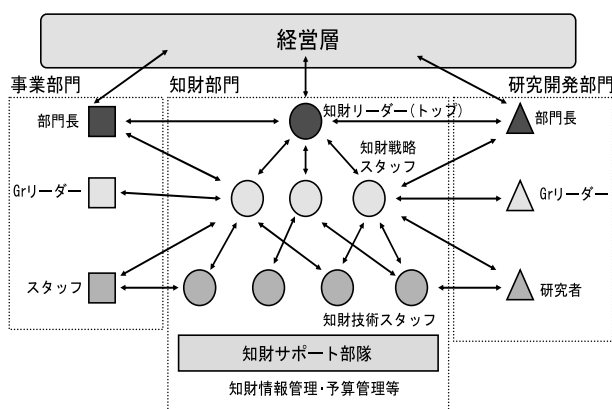 経営層
事業部門
知財部門
研究開発部門
部門長
知財リーダー(トップ)
部門長
知財戦略
スタッフ
Grリーダー
Grリーダー
スタッフ
研究者
知財技術スタッフ
知財サポート部隊
知財情報管理・予算管理等